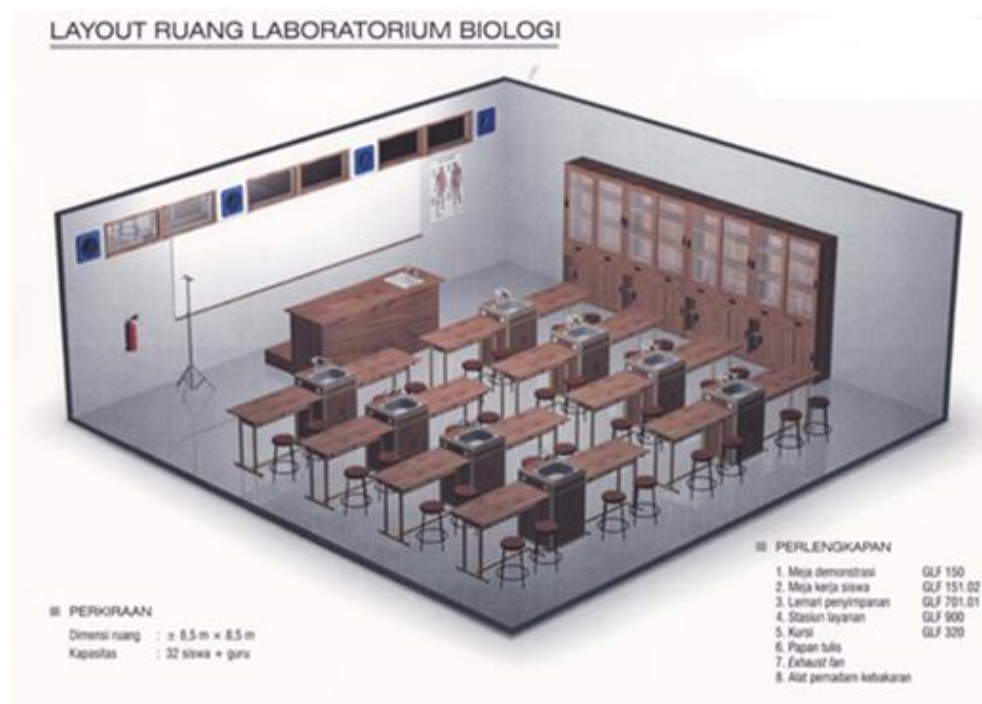 LAYOUT RUANG LABORATORIUM BIOLOGI
PERKIRAAN
Dimensi ruang : ± 8,5 m × 8,5 m
Kapasitas : 32 siswa + guru
PERLENGKAPAN
1. Meja demonstrasi GLF 150
2. Meja kerja siswa GLF 151.02
3. Lemari penyimpanan GLF 701.01
4. Stasiun layanan GLF 900
5. Kursi GLF 320
6. Papan tulis
7. Exhaust fan
8. Alat pemadam kebakaran